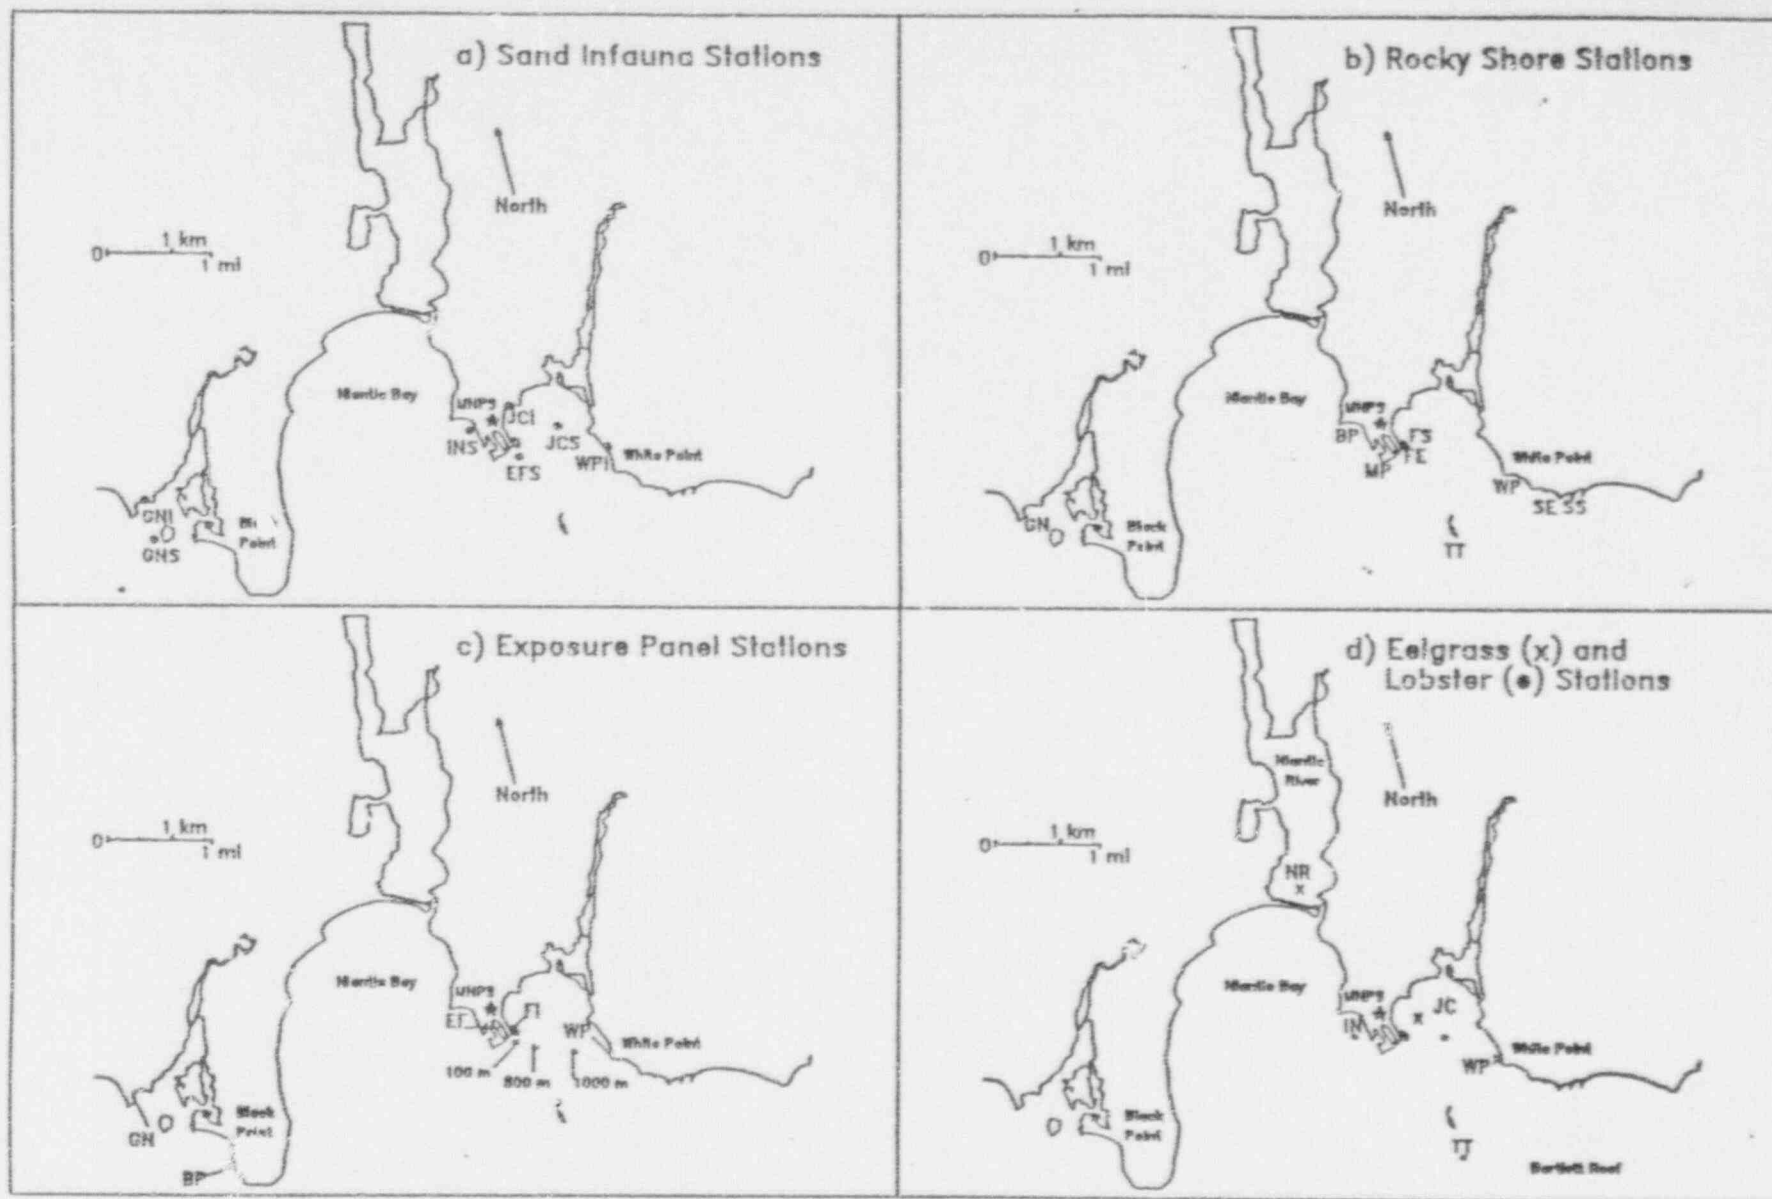 a) Sand Infauna Stations
North
1 km
0
1 mi
Niantic Bay
MNPS
JCI
INS
JCS
EFS
WPI
White Point
GNI
GNS
Point
b) Rocky Shore Stations
North
1 km
0
1 mi
Niantic Bay
MNPS
BP
FS
FE
MP
White Point
WP
SE SS
GN
Black
Point
TT
c) Exposure Panel Stations
North
1 km
0
1 mi
Niantic Bay
MNPS
EF
WP
White Point
100 m
500 m
1000 m
Black
Point
GN
BP
d) Eelgrass (x) and
Lobster (●) Stations
Niantic
River
North
1 km
0
1 mi
NR
x
Niantic Bay
MNPS
JC
IN
x
White Point
WP
Black
Point
TT
Bartlett Reef